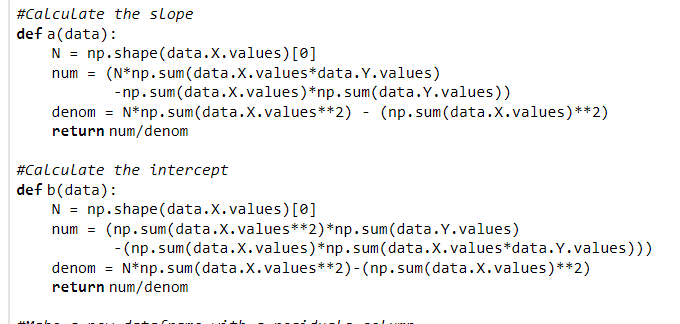 #Calculate the slope
def a(data):
    N = np.shape(data.X.values)[0]
    num = (N*np.sum(data.X.values*data.Y.values)
           -np.sum(data.X.values)*np.sum(data.Y.values))
    denom = N*np.sum(data.X.values**2) - (np.sum(data.X.values)**2)
    return num/denom

#Calculate the intercept
def b(data):
    N = np.shape(data.X.values)[0]
    num = (np.sum(data.X.values**2)*np.sum(data.Y.values)
           -(np.sum(data.X.values)*np.sum(data.X.values*data.Y.values)))
    denom = N*np.sum(data.X.values**2)-(np.sum(data.X.values)**2)
    return num/denom